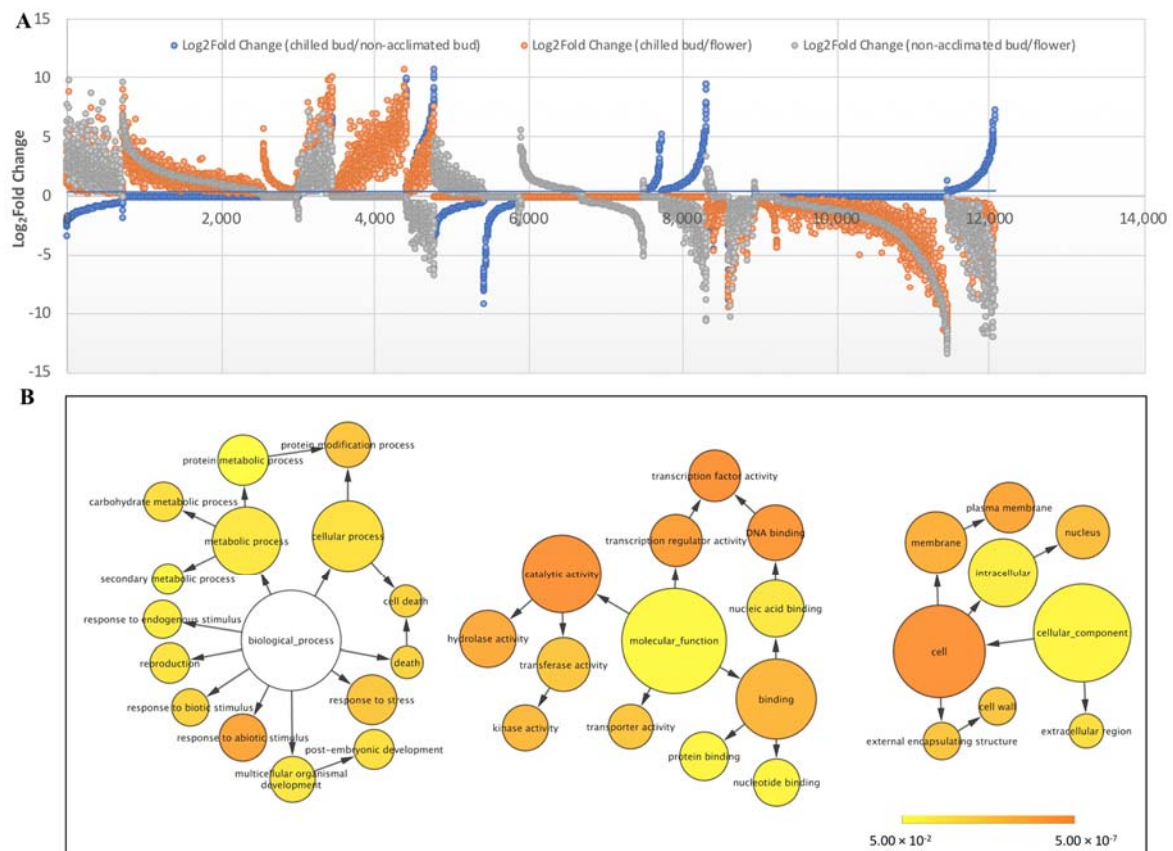 A
15
Log2Fold Change (chilled bud/non-acclimated bud)
Log2Fold Change (chilled bud/flower)
Log2Fold Change (non-acclimated bud/flower)
10
5
0
-5
-10
-15
Log₂Fold Change
2,000
4,000
6,000
8,000
10,000
12,000
14,000
B
protein modification process
protein metabolic process
carbohydrate metabolic process
metabolic process
cellular process
secondary metabolic process
cell death
response to endogenous stimulus
biological_process
reproduction
death
response to biotic stimulus
response to stress
response to abiotic stimulus
post-embryonic development
multicellular organismal
development
transcription factor activity
transcription regulator activity
DNA binding
catalytic activity
nucleic acid binding
hydrolase activity
molecular_function
transferase activity
binding
kinase activity
transporter activity
protein binding
nucleotide binding
plasma membrane
membrane
nucleus
intracellular
cellular_component
cell
cell wall
external encapsulating structure
extracellular region
5.00 × 10⁻²
5.00 × 10⁻⁷